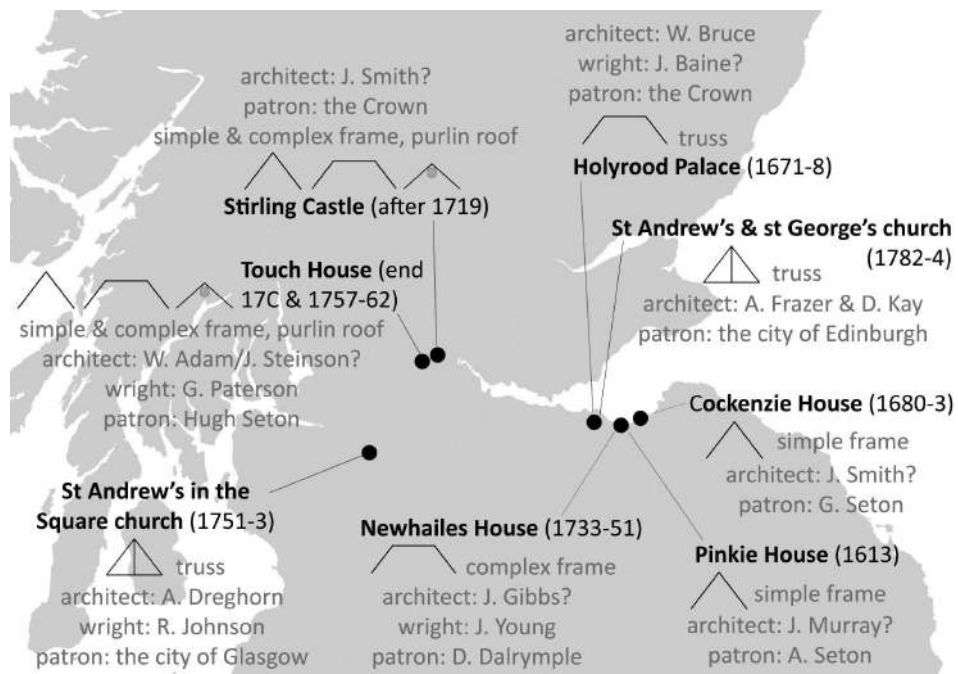 architect: W. Bruce
wright: J. Baine?
patron: the Crown
truss
Holyrood Palace (1671-8)
architect: J. Smith?
patron: the Crown
simple & complex frame, purlin roof
Stirling Castle (after 1719)
St Andrew's & st George's church
(1782-4)
truss
architect: A. Frazer & D. Kay
patron: the city of Edinburgh
Touch House (end
17C & 1757-62)
simple & complex frame, purlin roof
architect: W. Adam/J. Steinson?
wright: G. Paterson
patron: Hugh Seton
Cockenzie House (1680-3)
simple frame
architect: J. Smith?
patron: G. Seton
St Andrew's in the
Square church (1751-3)
truss
architect: A. Dreghorn
wright: R. Johnson
patron: the city of Glasgow
Newhailes House (1733-51)
complex frame
architect: J. Gibbs?
wright: J. Young
patron: D. Dalrymple
Pinkie House (1613)
simple frame
architect: J. Murray?
patron: A. Seton